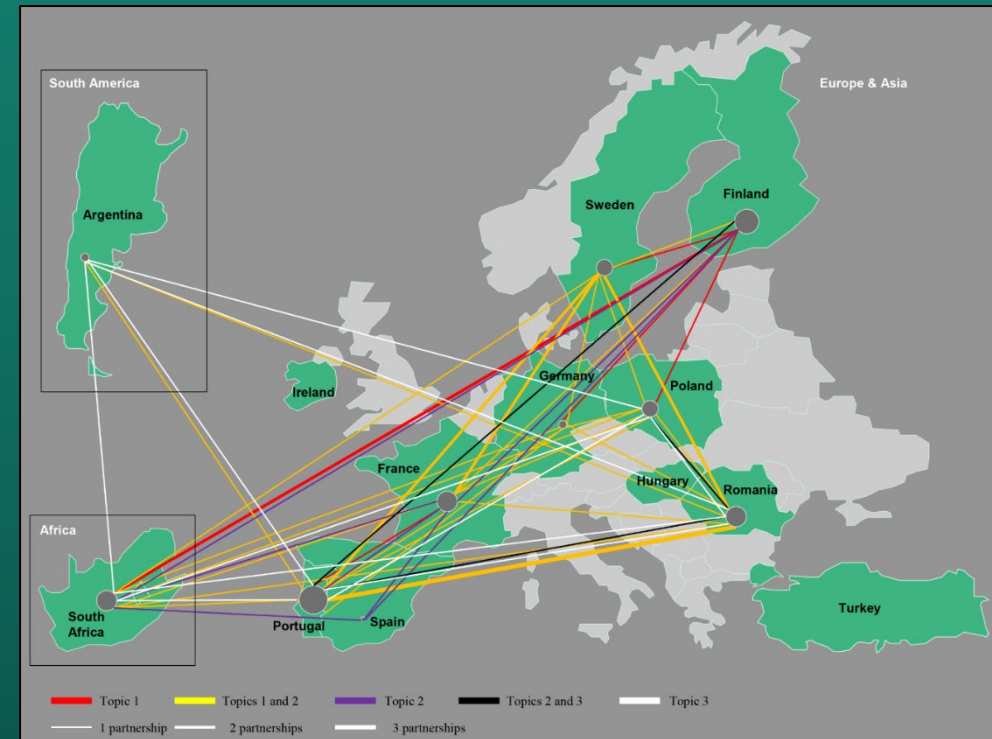 South America
Europe & Asia
Argentina
Finland
Sweden
Ireland
Germany
Poland
France
Hungary
Romania
Africa
South
Africa
Portugal
Spain
Turkey
Topic 1
Topics 1 and 2
Topic 2
Topics 2 and 3
Topic 3
1 partnership
2 partnerships
3 partnerships